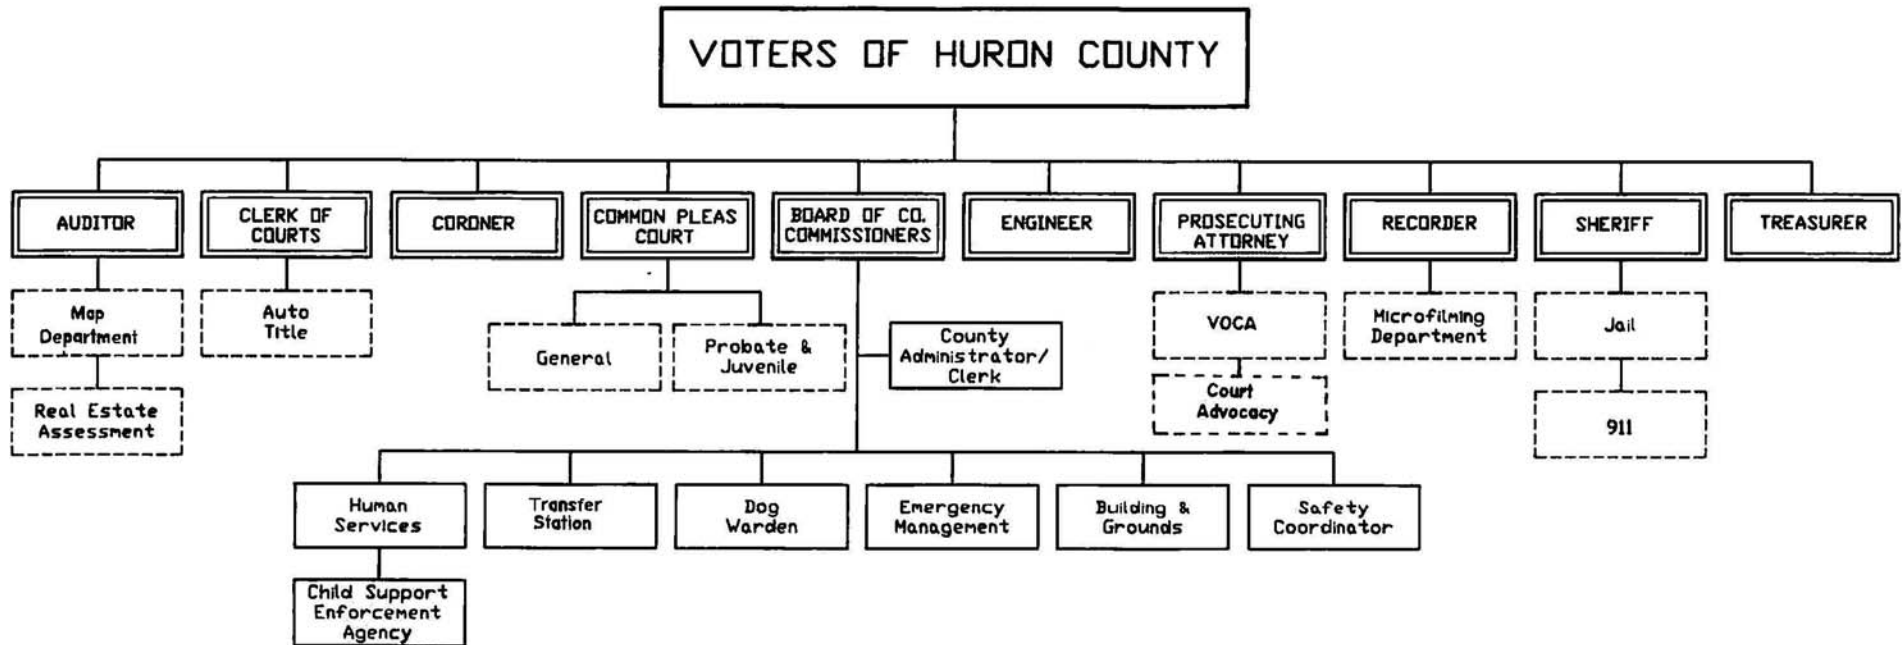 VOTERS OF HURON COUNTY
AUDITOR
CLERK OF
COURTS
CORONER
COMMON PLEAS
COURT
BOARD OF CO.
COMMISSIONERS
ENGINEER
PROSECUTING
ATTORNEY
RECORDER
SHERIFF
TREASURER
Map
Department
Auto
Title
General
Probate &
Juvenile
County
Administrator/
Clerk
VOCA
Microfilming
Department
Jail
Real Estate
Assessment
Court
Advocacy
911
Human
Services
Transfer
Station
Dog
Warden
Emergency
Management
Building &
Grounds
Safety
Coordinator
Child Support
Enforcement
Agency